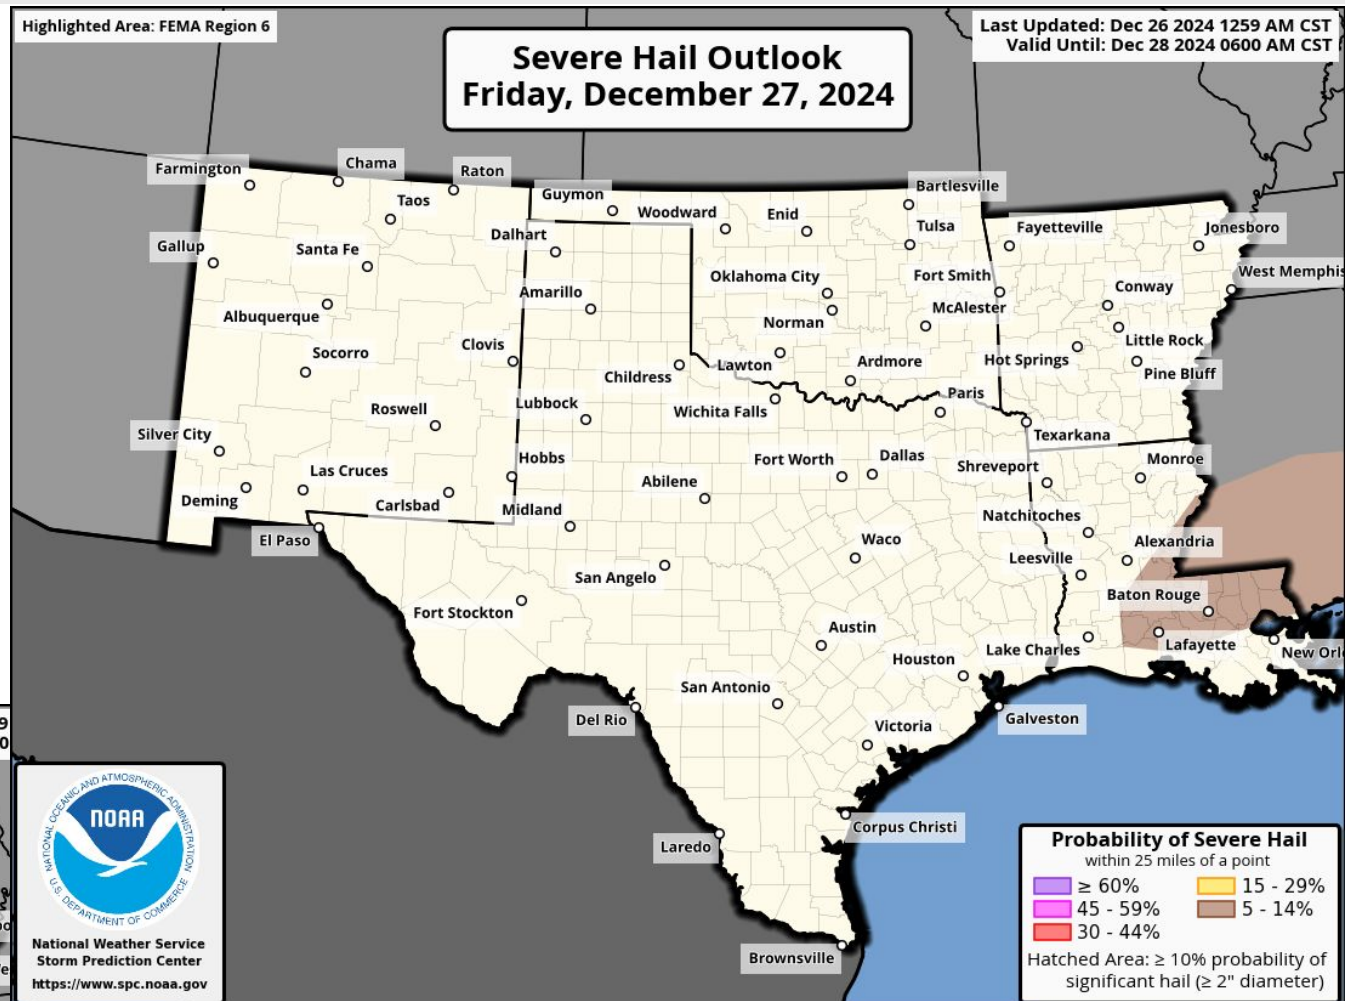 Highlighted Area: FEMA Region 6
Last Updated: Dec 26 2024 1259 AM CST
Valid Until: Dec 28 2024 0600 AM CST
Severe Hail Outlook
Friday, December 27, 2024
Farmington
Chama
Raton
Taos
Guymon
Woodward
Enid
Bartlesville
Tulsa
Fayetteville
Jonesboro
Gallup
Santa Fe
Dalhart
Oklahoma City
Fort Smith
West Memphis
Amarillo
Conway
Albuquerque
Norman
McAlester
Socorro
Clovis
Little Rock
Childress
Lawton
Ardmore
Hot Springs
Pine Bluff
Roswell
Lubbock
Wichita Falls
Paris
Silver City
Texarkana
Las Cruces
Hobbs
Fort Worth
Dallas
Shreveport
Monroe
Deming
Carlsbad
Midland
Abilene
Natchitoches
El Paso
Waco
Alexandria
San Angelo
Leesville
Fort Stockton
Baton Rouge
Austin
Lake Charles
Lafayette
New Orl
Houston
San Antonio
Del Rio
Victoria
Galveston
Corpus Christi
Laredo
Brownsville
NATIONAL OCEANIC AND ATMOSPHERIC ADMINISTRATION
NOAA
U.S. DEPARTMENT OF COMMERCE
National Weather Service
Storm Prediction Center
https://www.spc.noaa.gov
Probability of Severe Hail
within 25 miles of a point
≥ 60%
15 - 29%
45 - 59%
5 - 14%
30 - 44%
Hatched Area: ≥ 10% probability of
significant hail (≥ 2" diameter)